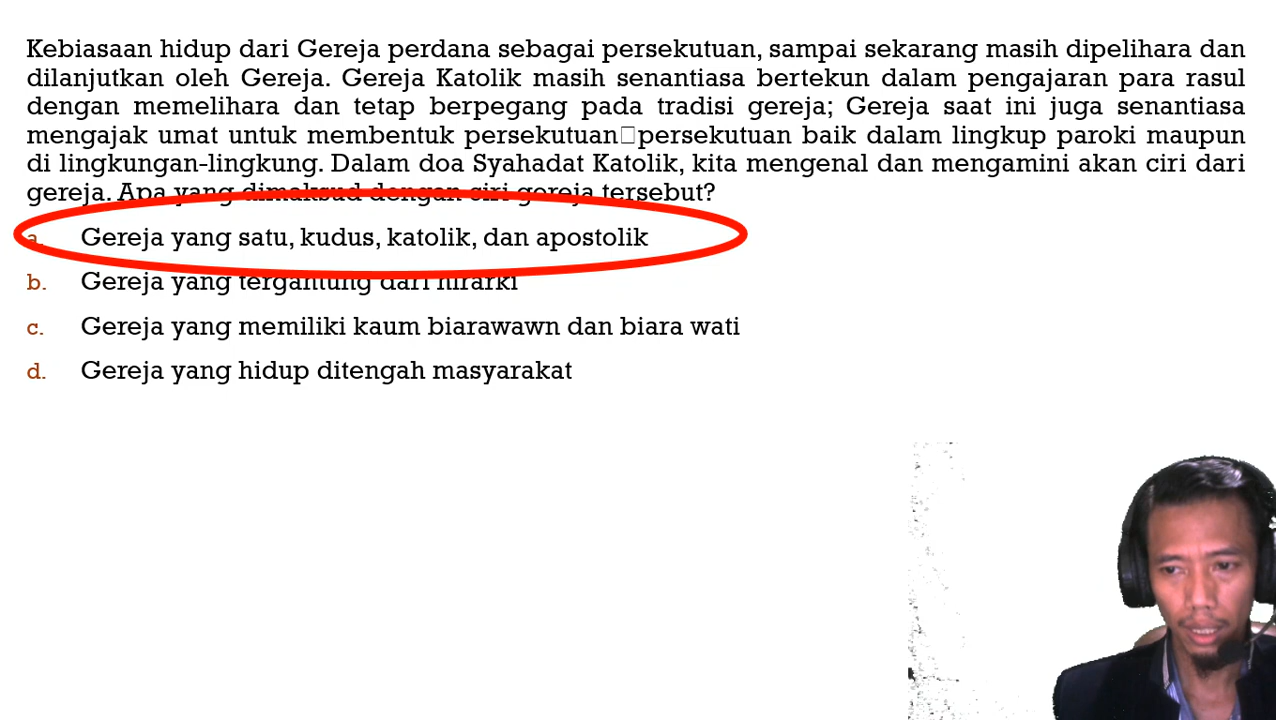 Kebiasaan hidup dari Gereja perdana sebagai persekutuan, sampai sekarang masih dipelihara dan
dilanjutkan oleh Gereja. Gereja Katolik masih senantiasa bertekun dalam pengajaran para rasul
dengan memelihara dan tetap berpegang pada tradisi gereja; Gereja saat ini juga senantiasa
mengajak umat untuk membentuk persekutuan□persekutuan baik dalam lingkup paroki maupun
di lingkungan-lingkung. Dalam doa Syahadat Katolik, kita mengenal dan mengamini akan ciri dari
gereja. Apa yang dimaksud dengan ciri gereja tersebut?
a. Gereja yang satu, kudus, katolik, dan apostolik
b. Gereja yang tergantung dari hirarki
c. Gereja yang memiliki kaum biarawawn dan biara wati
d. Gereja yang hidup ditengah masyarakat